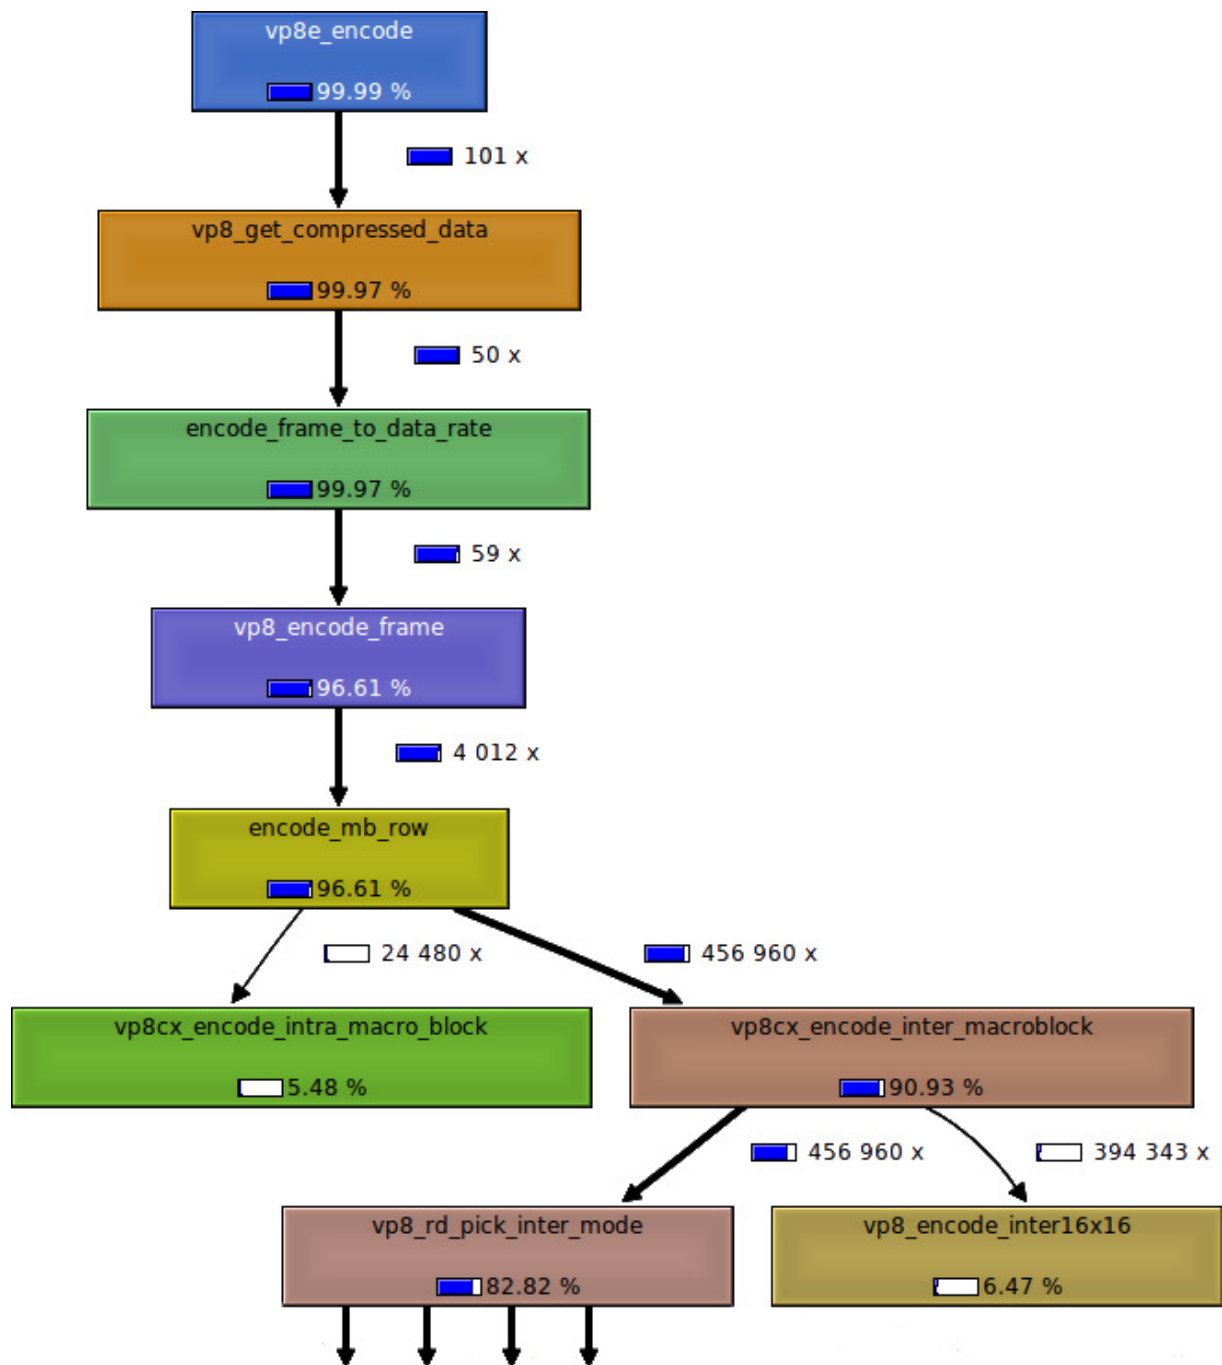 vp8e_encode
99.99 %
101 x
vp8_get_compressed_data
99.97 %
50 x
encode_frame_to_data_rate
99.97 %
59 x
vp8_encode_frame
96.61 %
4 012 x
encode_mb_row
96.61 %
24 480 x
456 960 x
vp8cx_encode_intra_macro_block
5.48 %
vp8cx_encode_inter_macroblock
90.93 %
456 960 x
394 343 x
vp8_rd_pick_inter_mode
82.82 %
vp8_encode_inter16x16
6.47 %